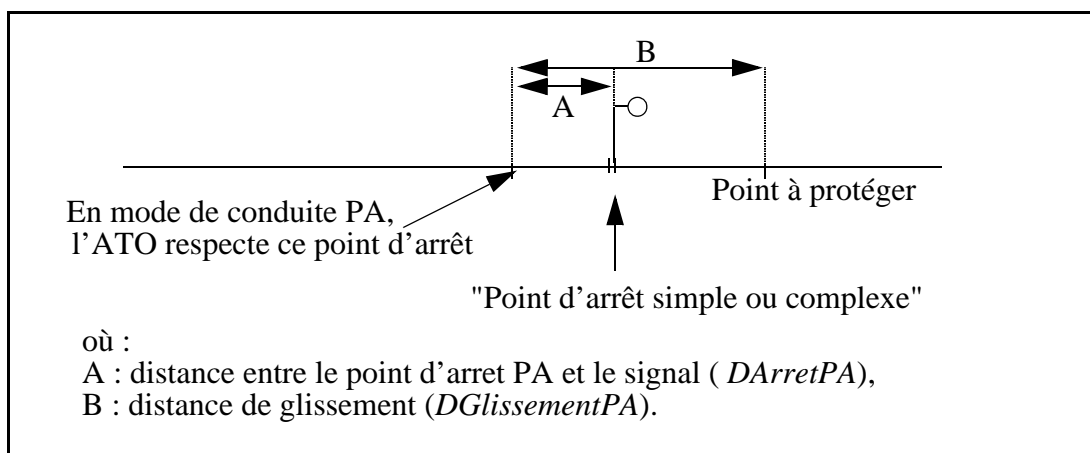 B
A
Point à protéger
En mode de conduite PA,
l’ATO respecte ce point d’arrêt
"Point d’arrêt simple ou complexe"
où :
A : distance entre le point d’arret PA et le signal ( DArretPA),
B : distance de glissement (DGlissementPA).